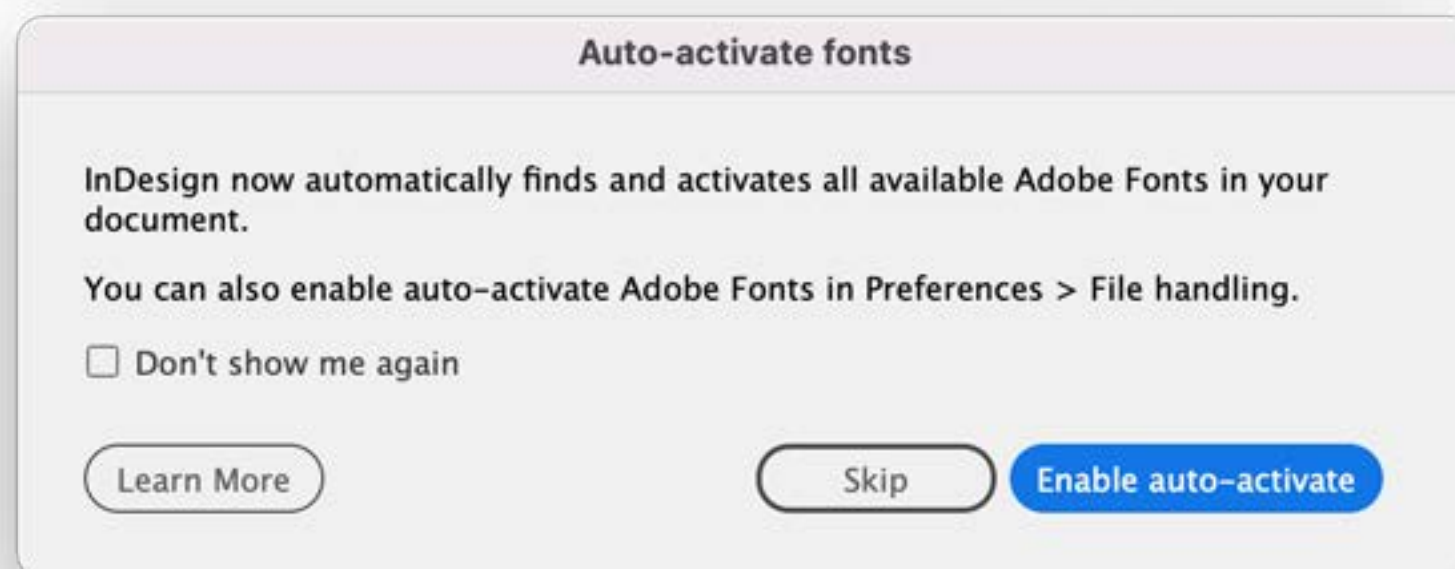 Auto-activate fonts
InDesign now automatically finds and activates all available Adobe Fonts in your
document.
You can also enable auto-activate Adobe Fonts in Preferences > File handling.
Don't show me again
Learn More
Skip
Enable auto-activate